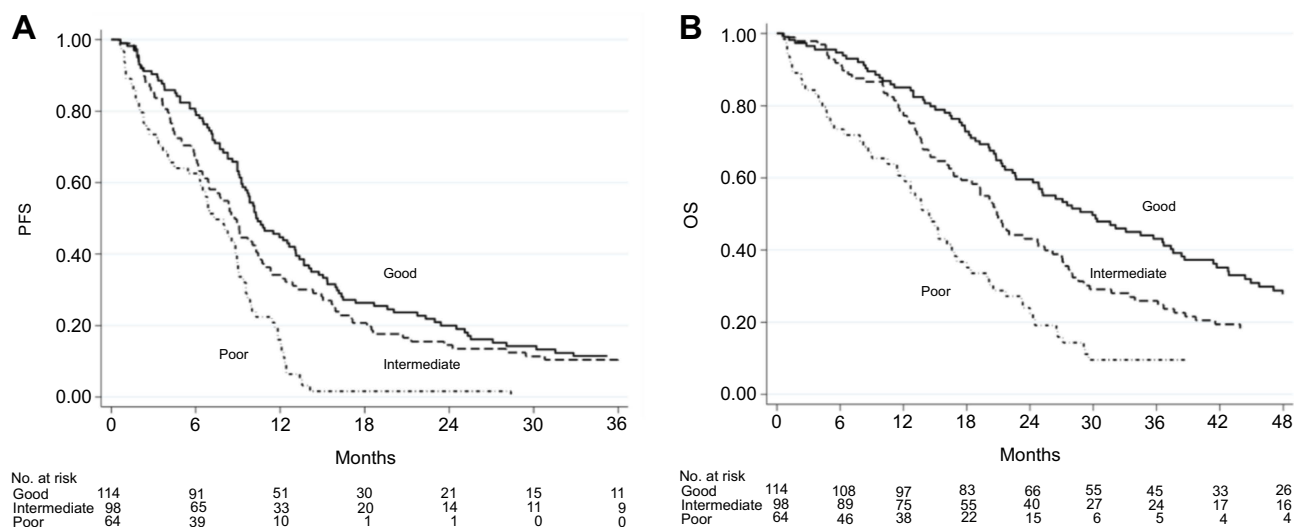 A
1.00
0.80
0.60
0.40
0.20
0.00
PFS
Good
Poor
Intermediate
0 6 12 18 24 30 36
Months
No. at risk
Good 114 91 51 30 21 15 11
Intermediate 98 65 33 20 14 11 9
Poor 64 39 10 1 1 0 0
B
1.00
0.80
0.60
0.40
0.20
0.00
OS
Good
Intermediate
Poor
0 6 12 18 24 30 36 42 48
Months
No. at risk
Good 114 108 97 83 66 55 45 33 26
Intermediate 98 89 75 55 40 27 24 17 16
Poor 64 46 38 22 15 6 5 4 4